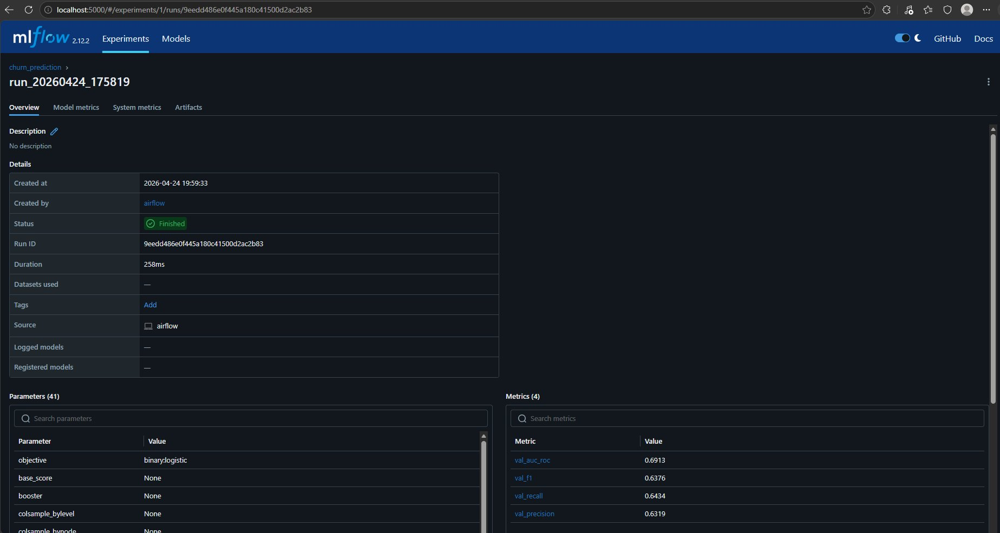 localhost:5000/#/experiments/1/runs/9eedd486e0f445a180c41500d2ac2b83
mlflow 2.12.2 Experiments Models GitHub Docs
churn_prediction ›
run_20260424_175819
Overview Model metrics System metrics Artifacts
Description
No description
Details
Created at 2026-04-24 19:59:33
Created by airflow
Status Finished
Run ID 9eedd486e0f445a180c41500d2ac2b83
Duration 258ms
Datasets used —
Tags Add
Source airflow
Logged models —
Registered models —
Parameters (41)
Search parameters
Parameter Value
objective binary:logistic
base_score None
booster None
colsample_bylevel None
colsample_bynode None
Metrics (4)
Search metrics
Metric Value
val_auc_roc 0.6913
val_f1 0.6376
val_recall 0.6434
val_precision 0.6319